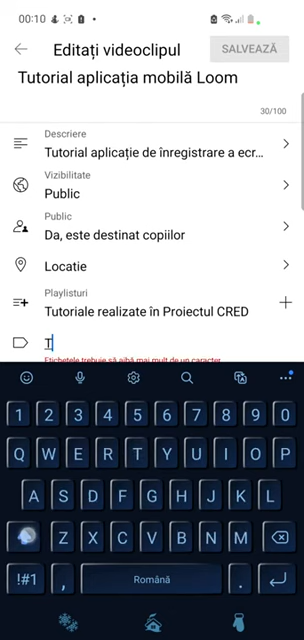 00:10
Editați videoclipul
SALVEAZĂ
Tutorial aplicația mobilă Loom
30/100
Descriere
Tutorial aplicație de înregistrare a ecr...
Vizibilitate
Public
Public
Da, este destinat copiilor
Locatie
Playlisturi
Tutoriale realizate în Proiectul CRED
T
Etichetele trebuie să aibă mai mult de un caracter
1 2 3 4 5 6 7 8 9 0
Q W E R T Y U I O P
A S D F G H J K L
Z X C V B N M
!#1 , Română .